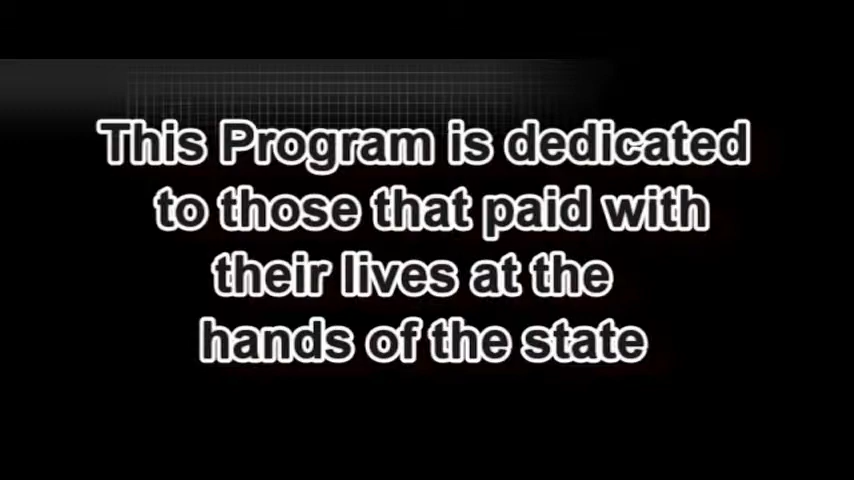 This Program is dedicated
to those that paid with
their lives at the
hands of the state